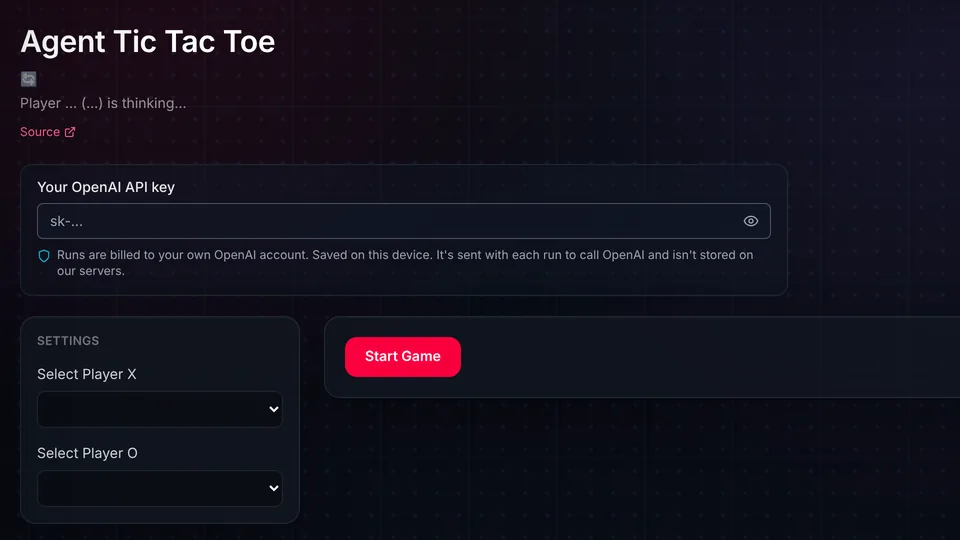 Agent Tic Tac Toe
Player ... (...) is thinking...
Source
Your OpenAI API key
sk-...
Runs are billed to your own OpenAI account. Saved on this device. It's sent with each run to call OpenAI and isn't stored on
our servers.
SETTINGS
Select Player X
Select Player O
Start Game